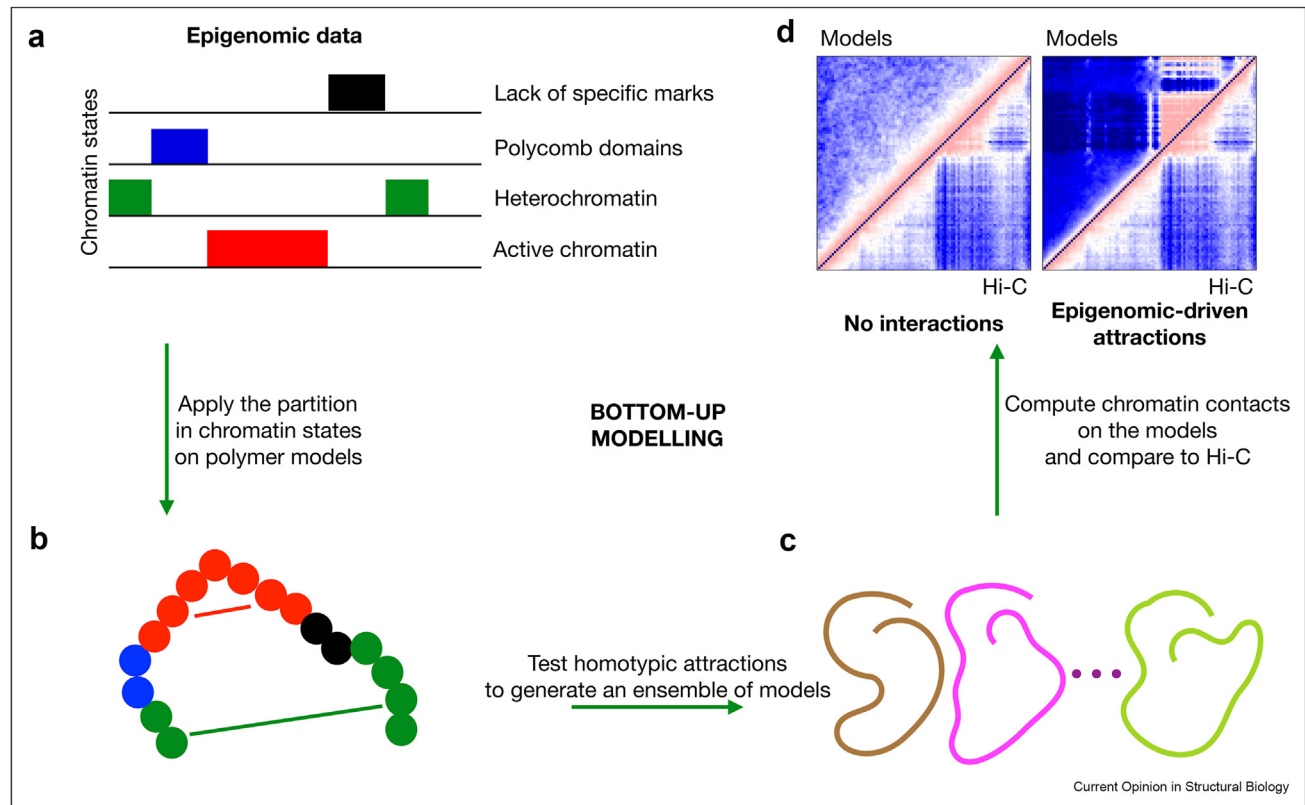 a
Epigenomic data
Chromatin states
Lack of specific marks
Polycomb domains
Heterochromatin
Active chromatin
d
Models
Models
Hi-C
Hi-C
No interactions
Epigenomic-driven
attractions
Apply the partition
in chromatin states
on polymer models
BOTTOM-UP
MODELLING
Compute chromatin contacts
on the models
and compare to Hi-C
b
Test homotypic attractions
to generate an ensemble of models
c
Current Opinion in Structural Biology